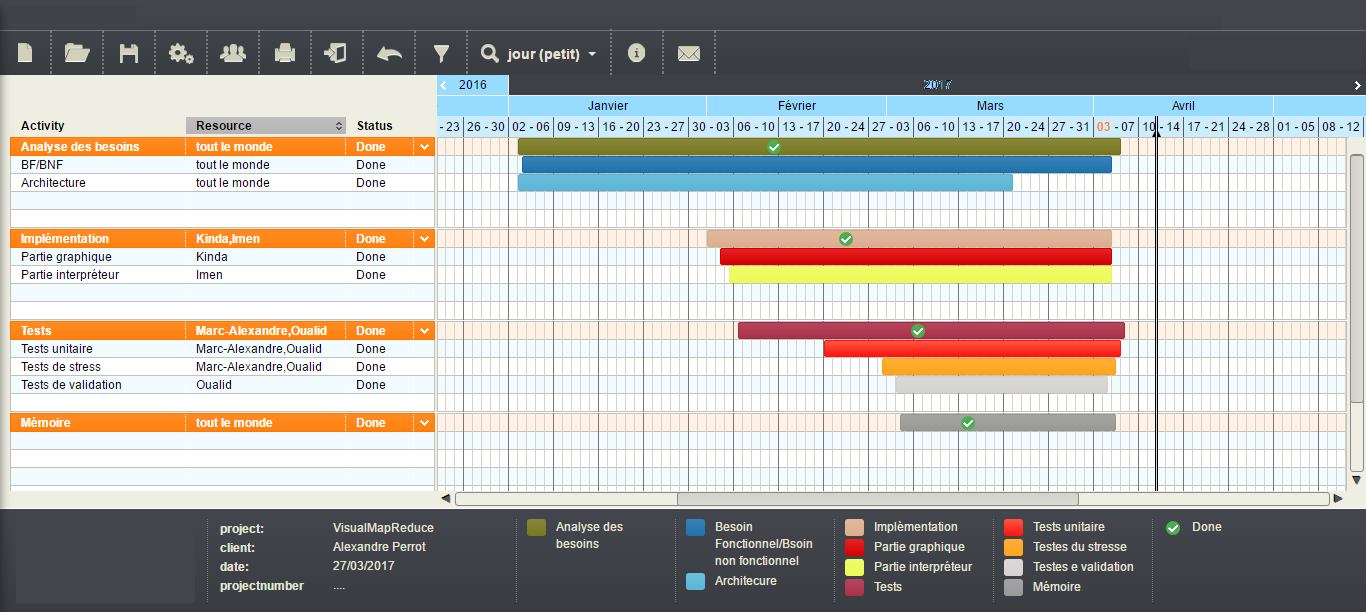 jour (petit)
2016 2017
Janvier Février Mars Avril
Activity Resource Status
- 23 26 - 30 02 - 06 09 - 13 16 - 20 23 - 27 30 - 03 06 - 10 13 - 17 20 - 24 27 - 03 06 - 10 13 - 17 20 - 24 27 - 31 03 - 07 10 - 14 17 - 21 24 - 28 01 - 05 08 - 12
Analyse des besoins tout le monde Done
BF/BNF tout le monde Done
Architecture tout le monde Done
Implémentation Kinda,Imen Done
Partie graphique Kinda Done
Partie interpréteur Imen Done
Tests Marc-Alexandre,Oualid Done
Tests unitaire Marc-Alexandre,Oualid Done
Tests de stress Marc-Alexandre,Oualid Done
Tests de validation Oualid Done
Mémoire tout le monde Done
project: VisualMapReduce
client: Alexandre Perrot
date: 27/03/2017
projectnumber ....
Analyse des
besoins
Besoin
Fonctionnel/Bsoin
non fonctionnel
Architecure
Implèmentation
Partie graphique
Partie interpréteur
Tests
Tests unitaire
Testes du stresse
Testes e validation
Mémoire
Done